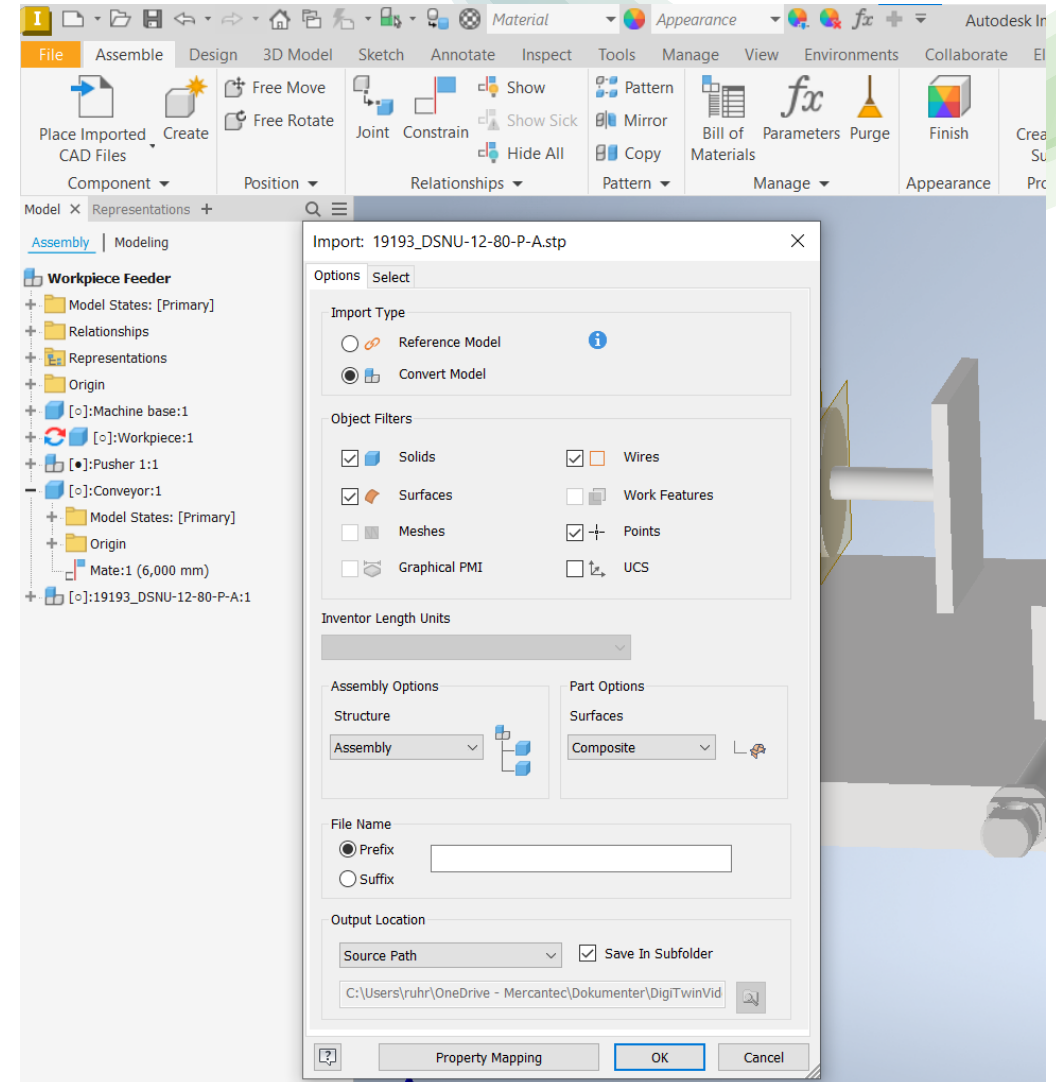 I Material Appearance fx Autodesk In
File Assemble Design 3D Model Sketch Annotate Inspect Tools Manage View Environments Collaborate El
Place Imported CAD Files
Create
Free Move
Free Rotate
Joint
Constrain
Show
Show Sick
Hide All
Pattern
Mirror
Copy
Bill of Materials
fx
Parameters
Purge
Finish
Crea
Su
Component Position Relationships Pattern Manage Appearance Pro
Model Representations
Assembly | Modeling
Workpiece Feeder
Model States: [Primary]
Relationships
Representations
Origin
[○]:Machine base:1
[○]:Workpiece:1
[●]:Pusher 1:1
[○]:Conveyor:1
Model States: [Primary]
Origin
Mate:1 (6,000 mm)
[○]:19193_DSNU-12-80-P-A:1
Import: 19193_DSNU-12-80-P-A.stp
Options Select
Import Type
Reference Model
Convert Model
Object Filters
Solids Wires
Surfaces Work Features
Meshes Points
Graphical PMI UCS
Inventor Length Units
Assembly Options Part Options
Structure Surfaces
Assembly Composite
File Name
Prefix
Suffix
Output Location
Source Path Save In Subfolder
C:\Users\ruhr\OneDrive - Mercantec\Dokumenter\DigiTwinVid
Property Mapping OK Cancel